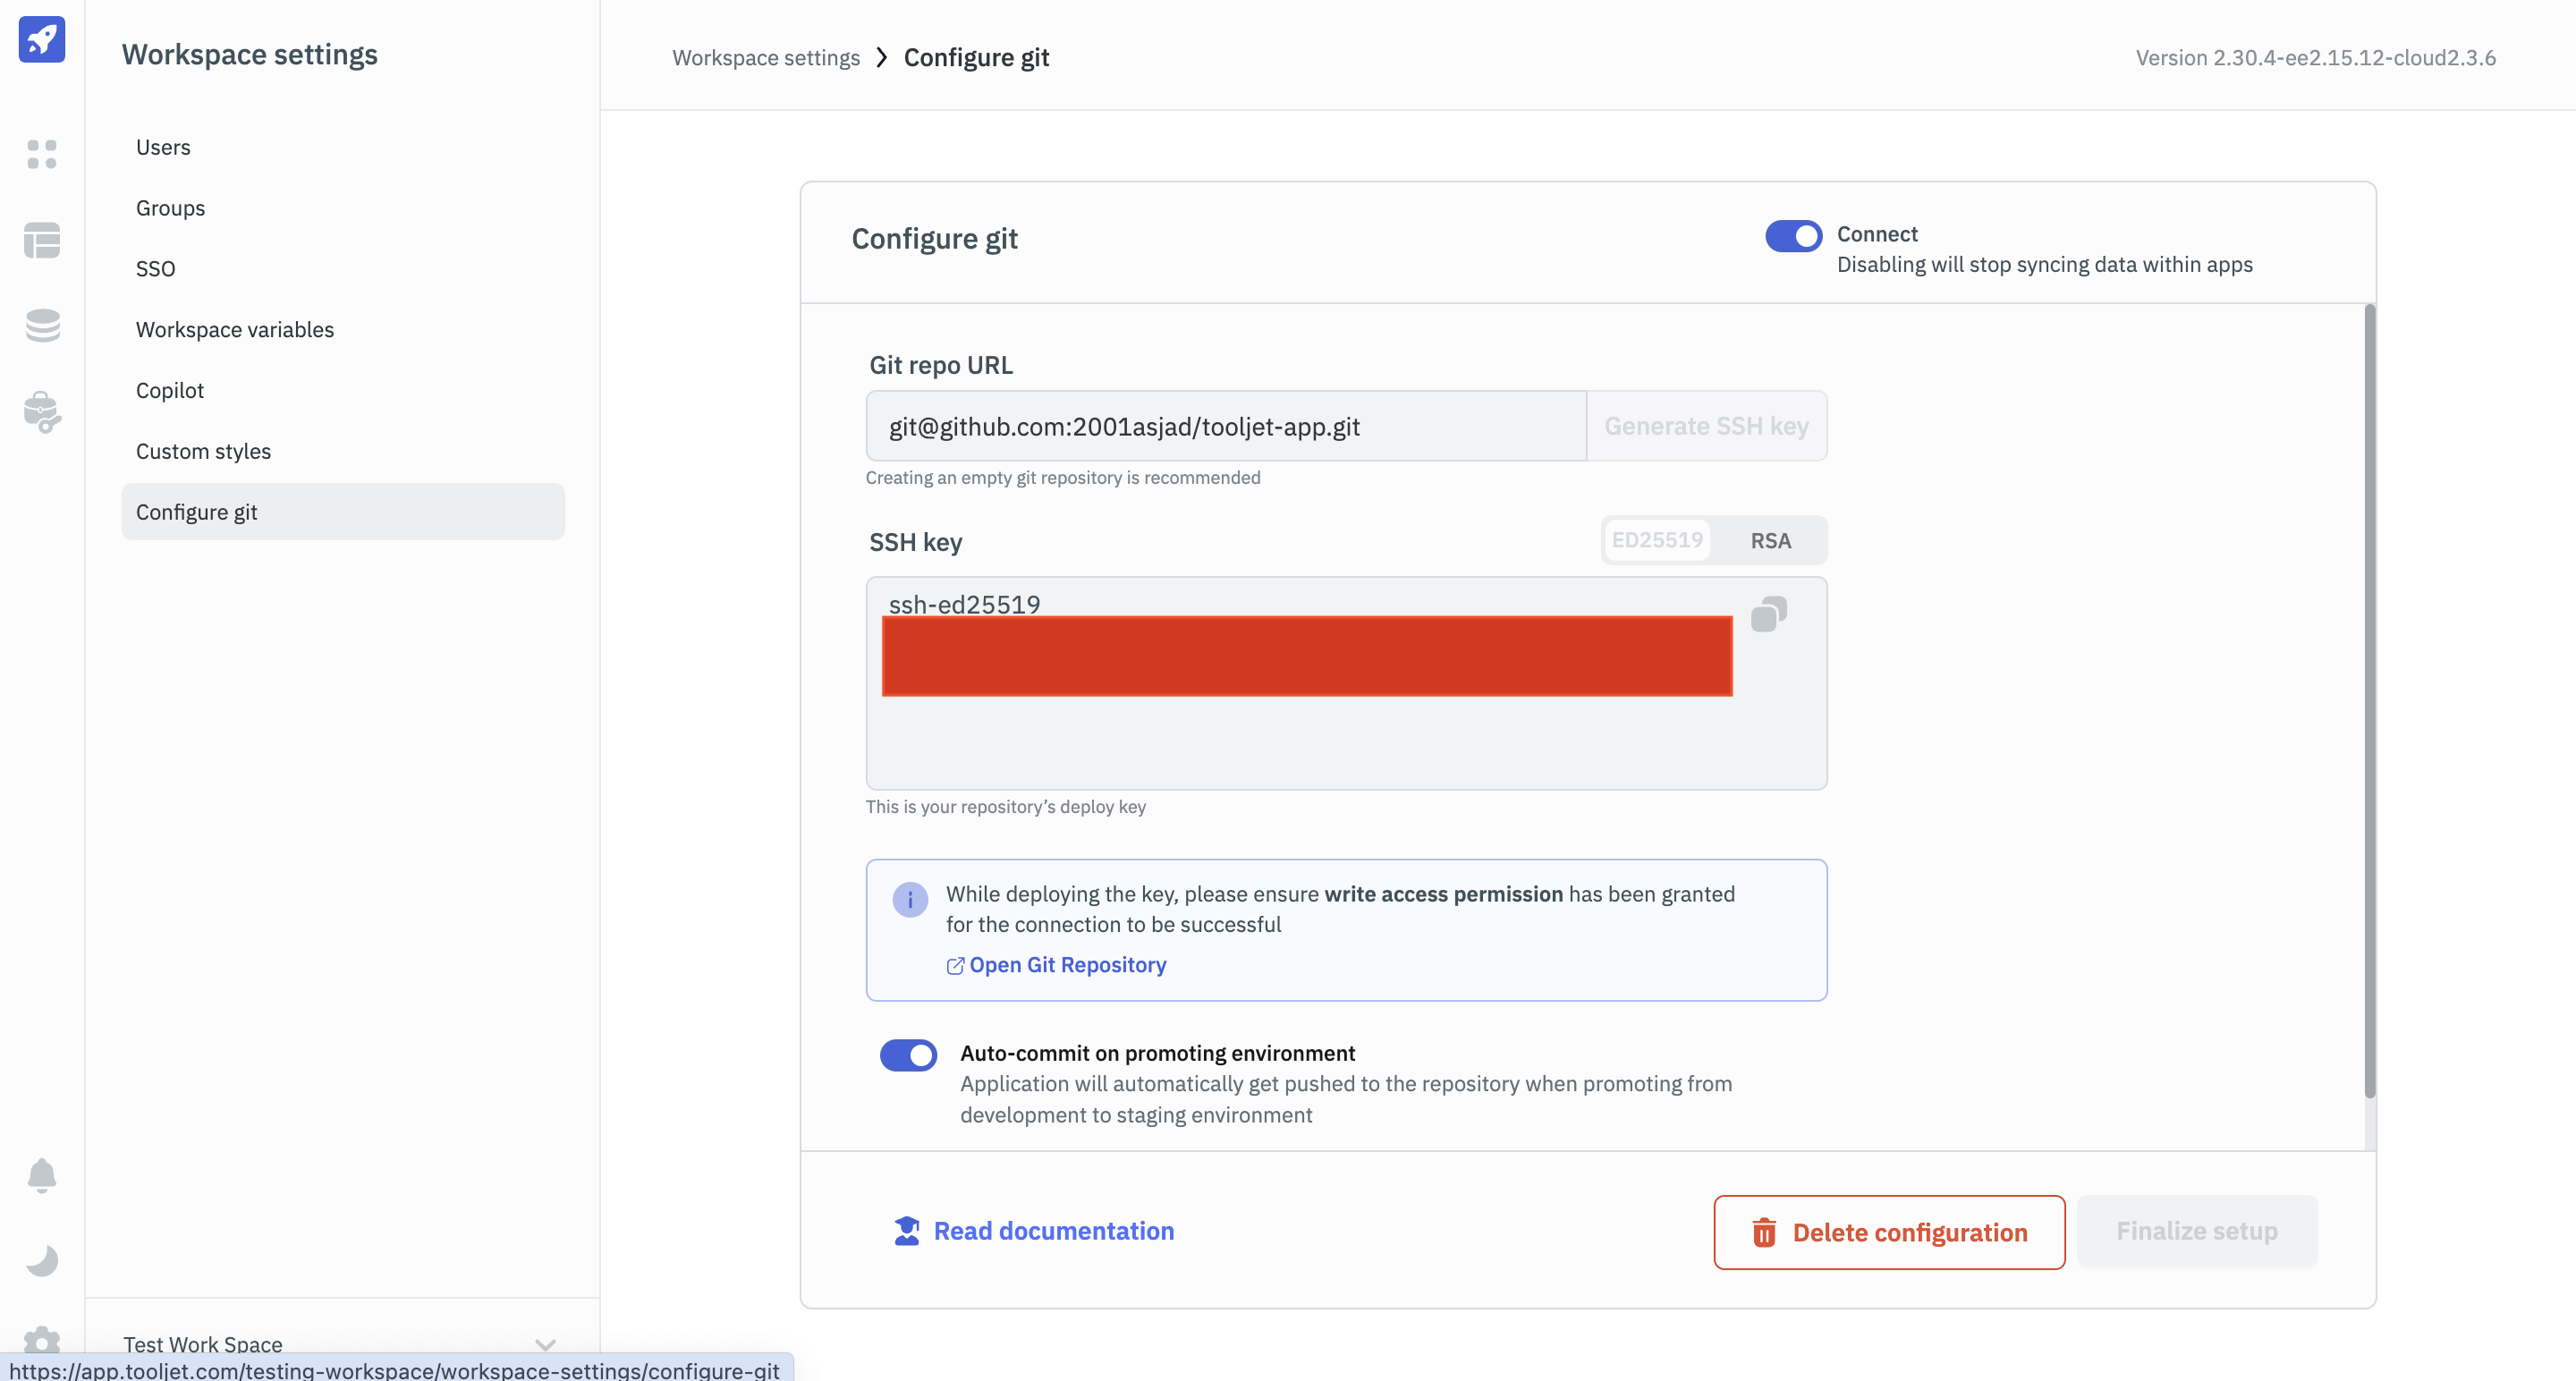 Workspace settings
Users
Groups
SSO
Workspace variables
Copilot
Custom styles
Configure git
Test Work Space
https://app.tooljet.com/testing-workspace/workspace-settings/configure-git
Workspace settings
Configure git
Version 2.30.4-ee2.15.12-cloud2.3.6
Configure git
Connect
Disabling will stop syncing data within apps
Git repo URL
git@github.com:2001asjad/tooljet-app.git
Generate SSH key
Creating an empty git repository is recommended
SSH key
ED25519
RSA
ssh-ed25519
This is your repository’s deploy key
While deploying the key, please ensure write access permission has been granted
for the connection to be successful
Open Git Repository
Auto-commit on promoting environment
Application will automatically get pushed to the repository when promoting from
development to staging environment
Read documentation
Delete configuration
Finalize setup